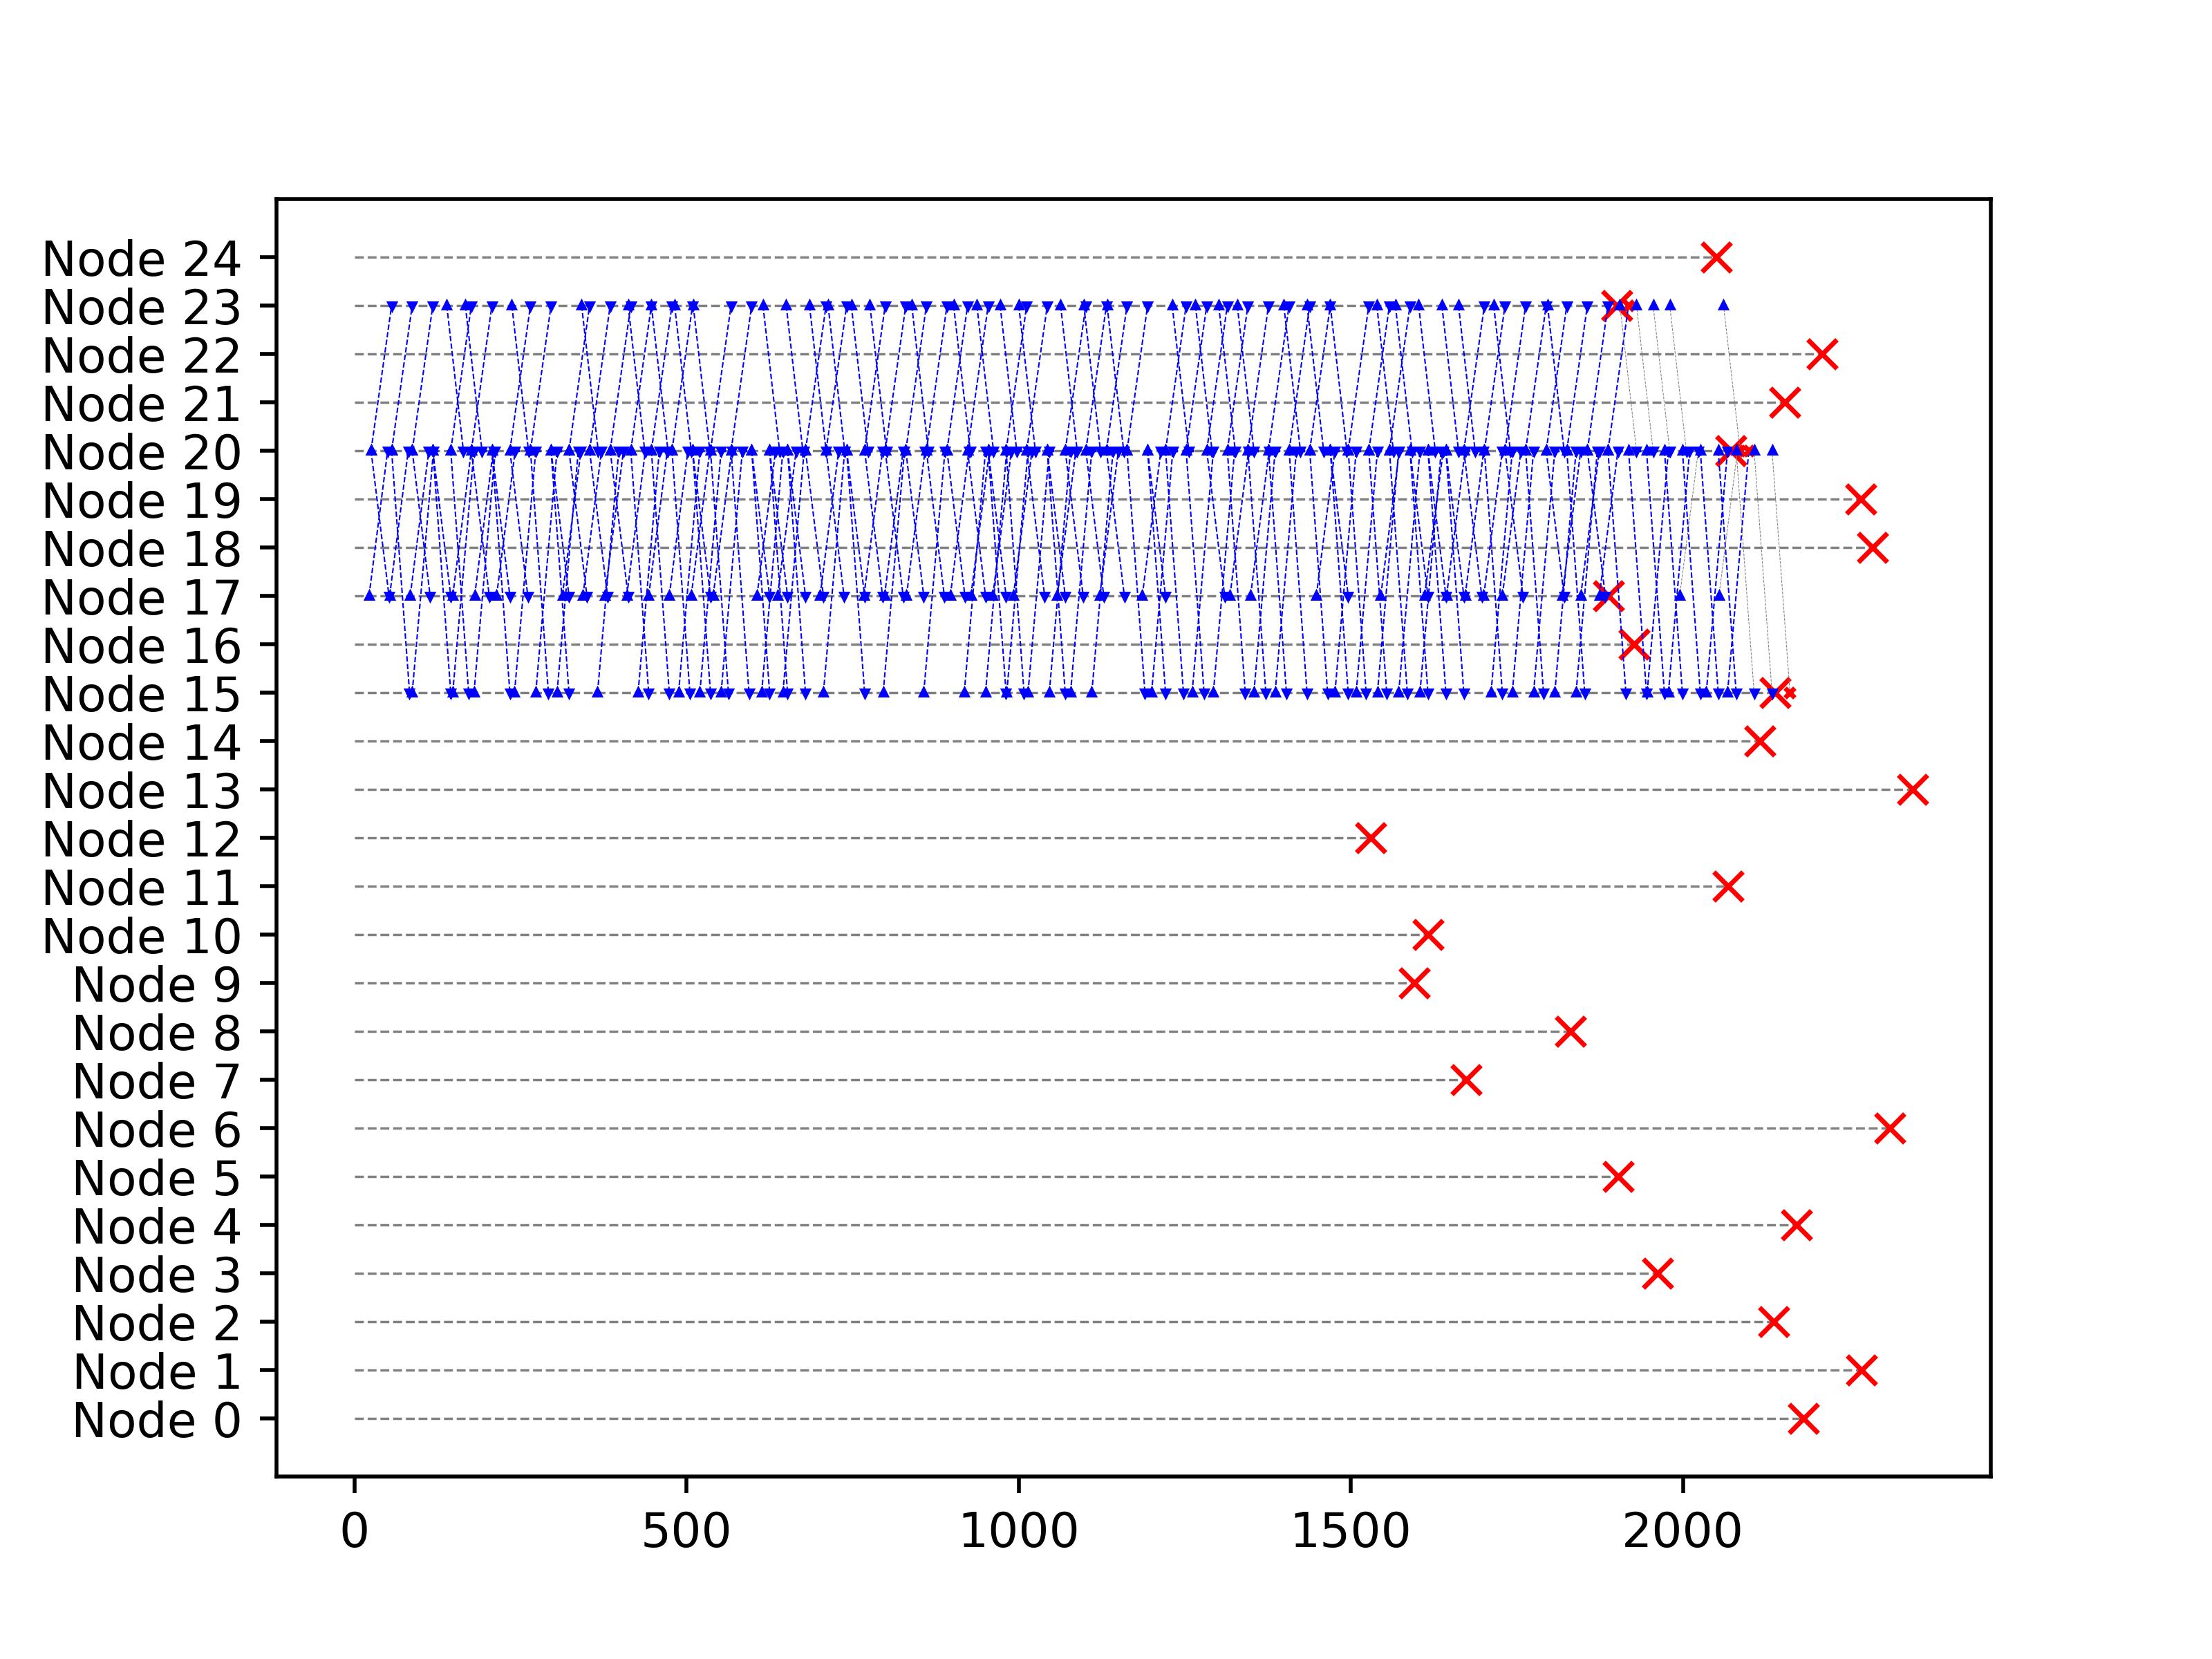 Node 24
Node 23
Node 22
Node 21
Node 20
Node 19
Node 18
Node 17
Node 16
Node 15
Node 14
Node 13
Node 12
Node 11
Node 10
Node 9
Node 8
Node 7
Node 6
Node 5
Node 4
Node 3
Node 2
Node 1
Node 0
0 500 1000 1500 2000